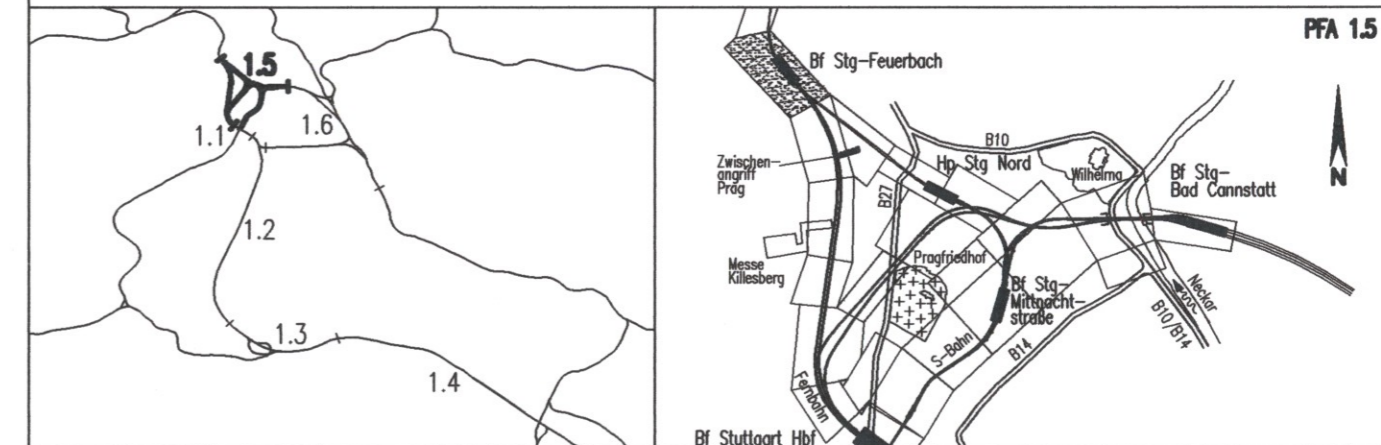 1.5
1.1
1.6
1.2
1.3
1.4
PFA 1.5
Bf Stg-Feuerbach
N
B10
Zwischen-
angriff
Prag
Hp Stg Nord
Wilhelma
Bf Stg-
Bad Cannstatt
B27
Messe
Killesberg
Pragfriedhof
Bf Stg-
Mittnacht-
straße
Neckar
B10/B14
S-Bahn
B14
Fernbahn
Bf Stuttgart Hbf